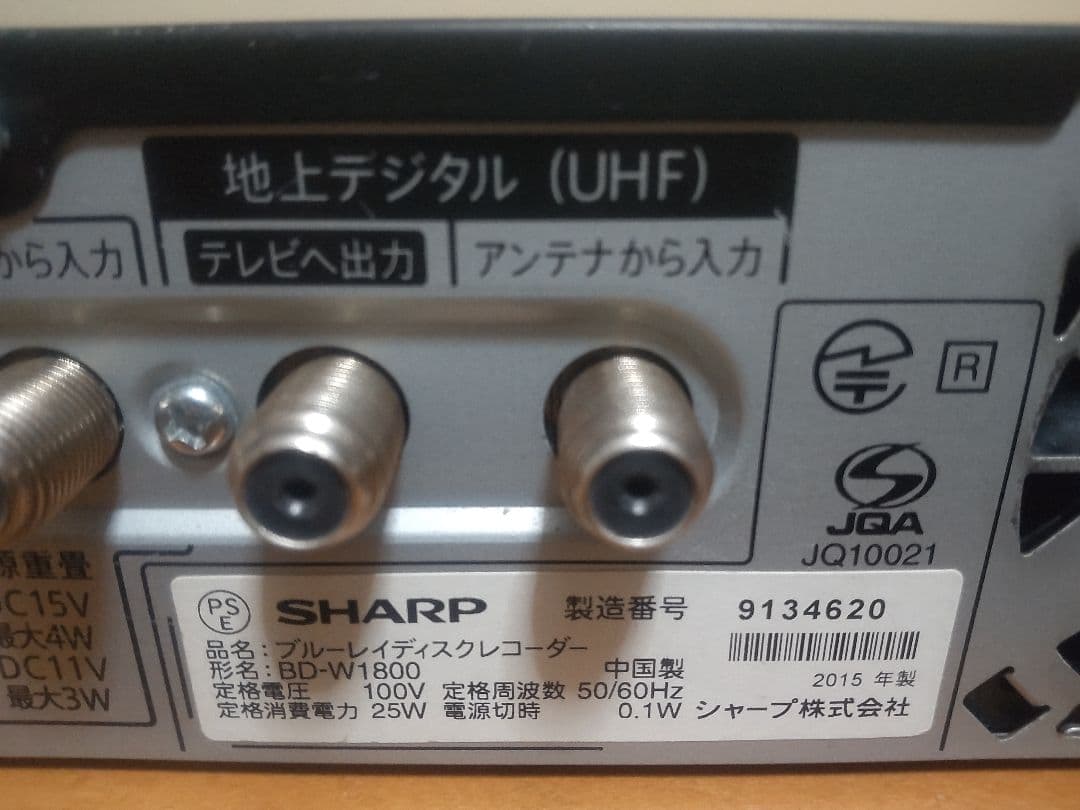 地上デジタル (UHF)
から入力
テレビへ出力
アンテナから入力
R
JQA
JQ10021
源重畳
DC15V
最大4W
DC11V
最大3W
PSE
SHARP 製造番号 9134620
品名:ブルーレイディスクレコーダー
形名:BD-W1800 中国製 2015 年製
定格電圧 100V 定格周波数 50/60Hz
定格消費電力 25W 電源切時 0.1W シャープ株式会社